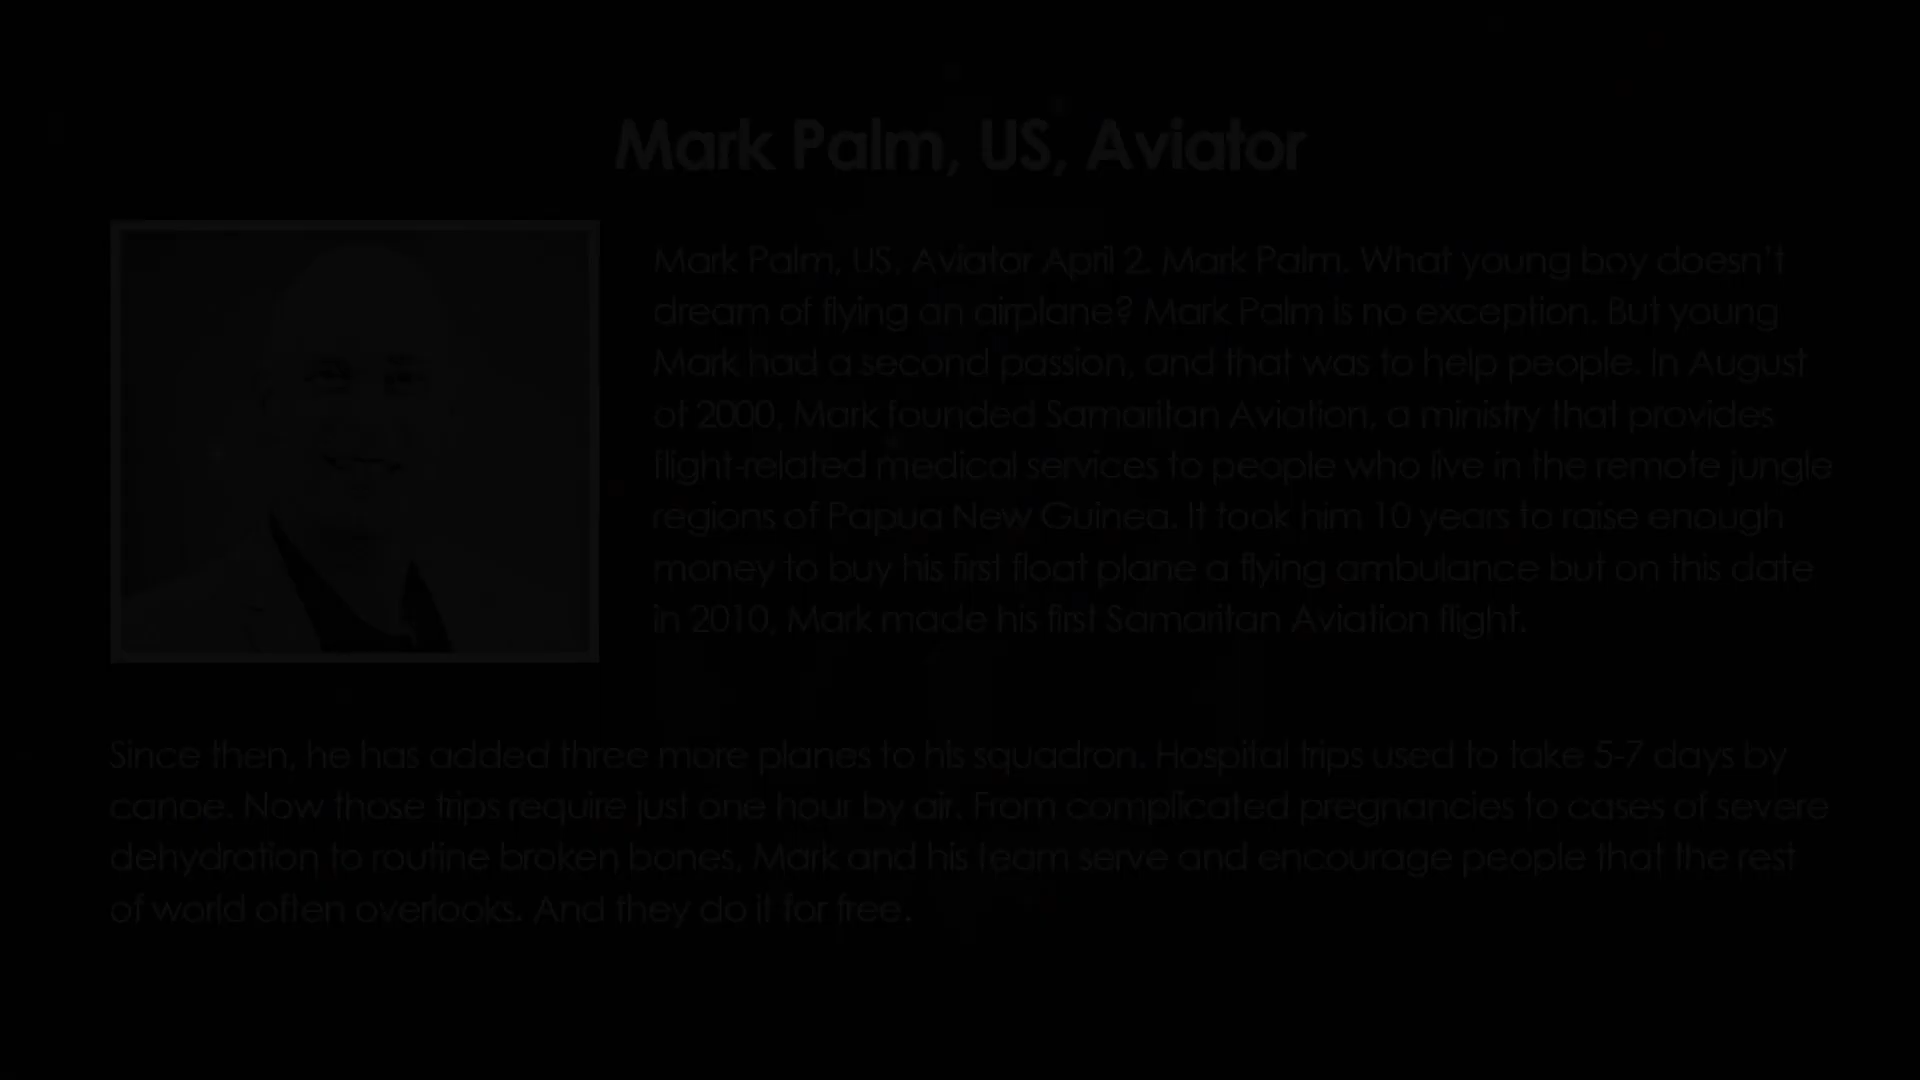 Mark Palm, US, Aviator
Mark Palm, US, Aviator April 2. Mark Palm. What young boy doesn't
dream of flying an airplane? Mark Palm is no exception. But young
Mark had a second passion, and that was to help people. In August
of 2000, Mark founded Samaritan Aviation, a ministry that provides
flight-related medical services to people who live in the remote jungle
regions of Papua New Guinea. It took him 10 years to raise enough
money to buy his first float plane a flying ambulance but on this date
in 2010, Mark made his first Samaritan Aviation flight.
Since then, he has added three more planes to his squadron. Hospital trips used to take 5-7 days by
canoe. Now those trips require just one hour by air. From complicated pregnancies to cases of severe
dehydration to routine broken bones, Mark and his team serve and encourage people that the rest
of world often overlooks. And they do it for free.